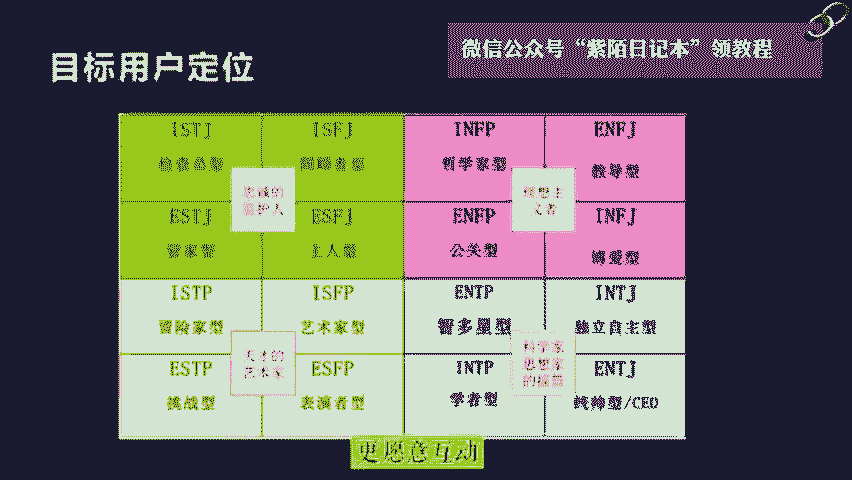 微信公众号“紫陌日记本”领教程
目标用户定位
ISTJ
ISFJ
INFP
ENFJ
检查员型
照顾者型
哲学家型
教导型
忠诚的
监护人
理想主
义者
ESTJ
ESFJ
ENFP
INFJ
管家型
主人型
公关型
博爱型
ISTP
ISFP
ENTP
INTJ
冒险家型
艺术家型
智多星型
独立自主型
天才的
艺术家
科学家
思想家
的摇篮
ESTP
ESFP
INTP
ENTJ
挑战型
表演者型
学者型
统帅型/CEO
更愿意互动